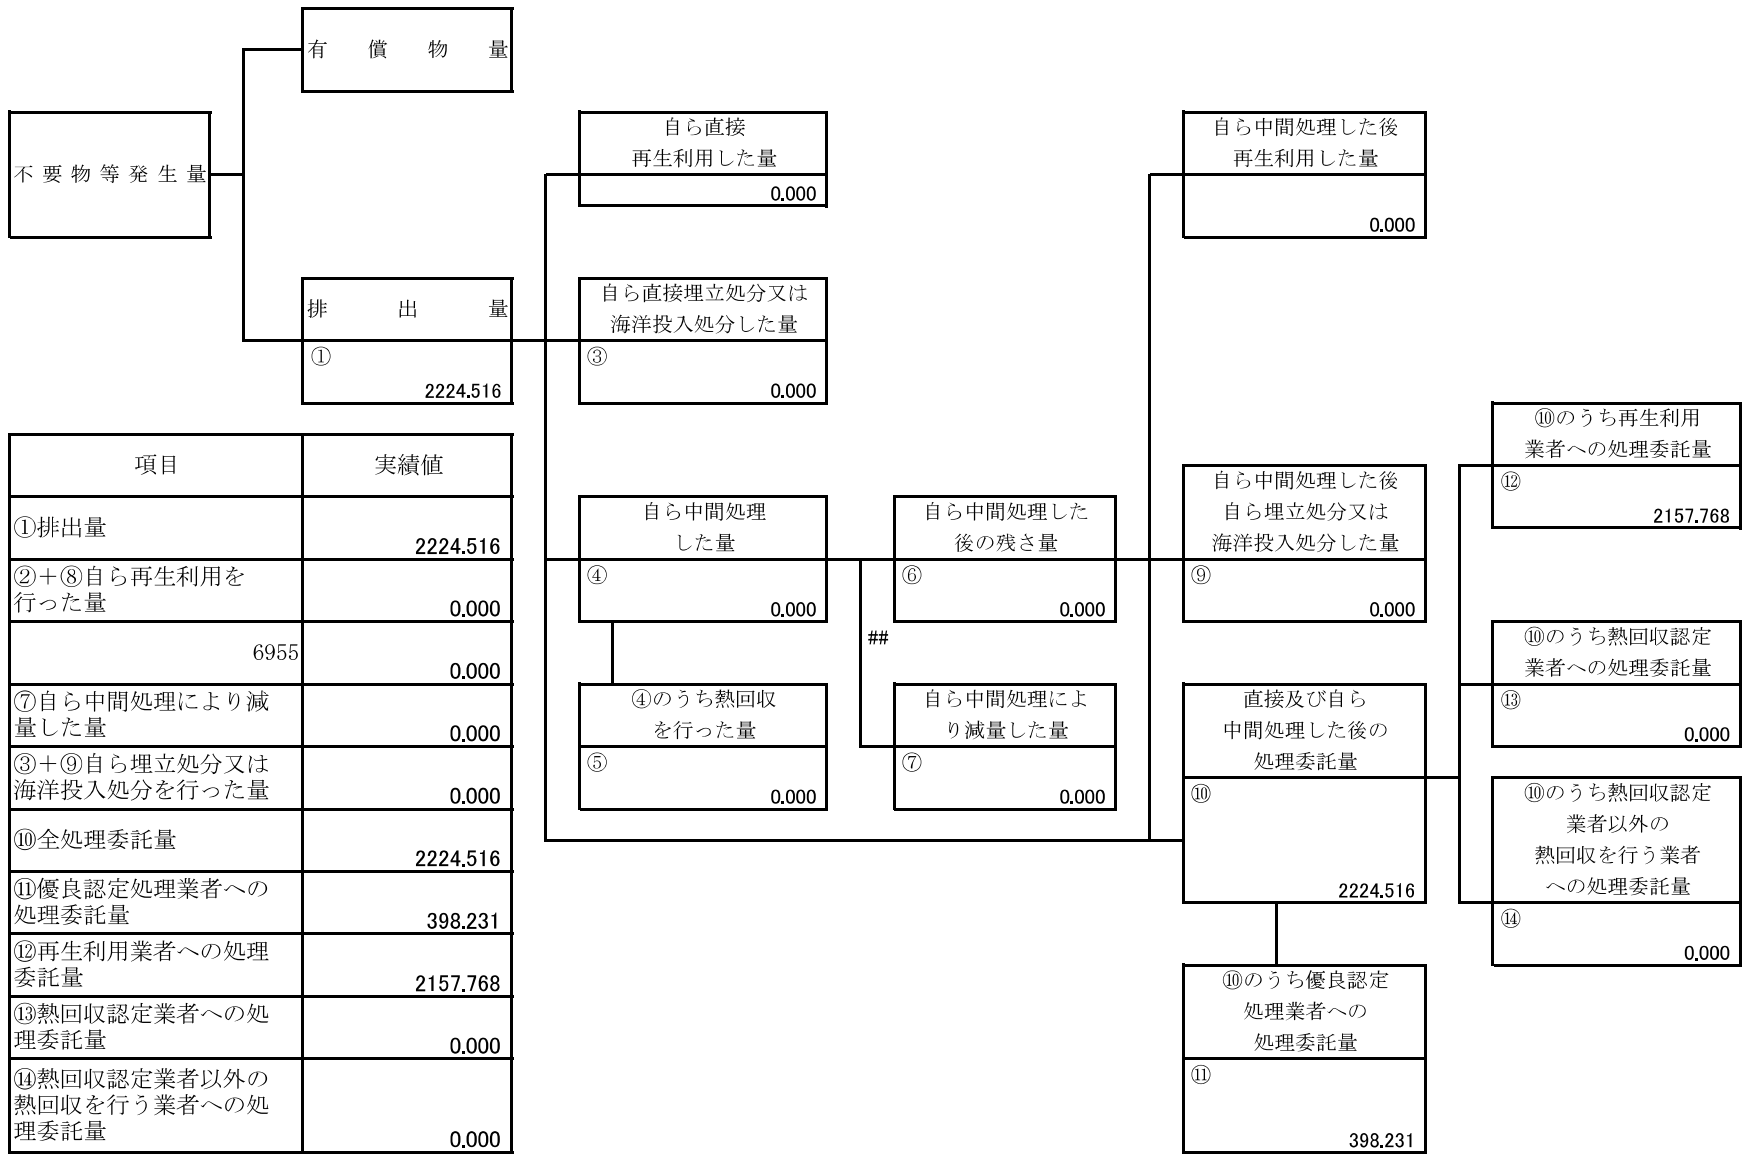 有償物量
不要物等発生量
自ら直接
再生利用した量
0.000
自ら中間処理した後
再生利用した量
0.000
排出量
①
2224.516
自ら直接埋立処分又は
海洋投入処分した量
③
0.000
項目 実績値
①排出量
2224.516
②＋⑧自ら再生利用を
行った量
0.000
6955
0.000
⑦自ら中間処理により減
量した量
0.000
③＋⑨自ら埋立処分又は
海洋投入処分を行った量
0.000
⑩全処理委託量
2224.516
⑪優良認定処理業者への
処理委託量
398.231
⑫再生利用業者への処理
委託量
2157.768
⑬熱回収認定業者への処
理委託量
0.000
⑭熱回収認定業者以外の
熱回収を行う業者への処
理委託量
0.000
自ら中間処理
した量
④
0.000
④のうち熱回収
を行った量
⑤
0.000
自ら中間処理した
後の残さ量
⑥
0.000
##
自ら中間処理によ
り減量した量
⑦
0.000
自ら中間処理した後
自ら埋立処分又は
海洋投入処分した量
⑨
0.000
直接及び自ら
中間処理した後の
処理委託量
⑩
2224.516
⑩のうち優良認定
処理業者への
処理委託量
⑪
398.231
⑩のうち再生利用
業者への処理委託量
⑫
2157.768
⑩のうち熱回収認定
業者への処理委託量
⑬
0.000
⑩のうち熱回収認定
業者以外の
熱回収を行う業者
への処理委託量
⑭
0.000